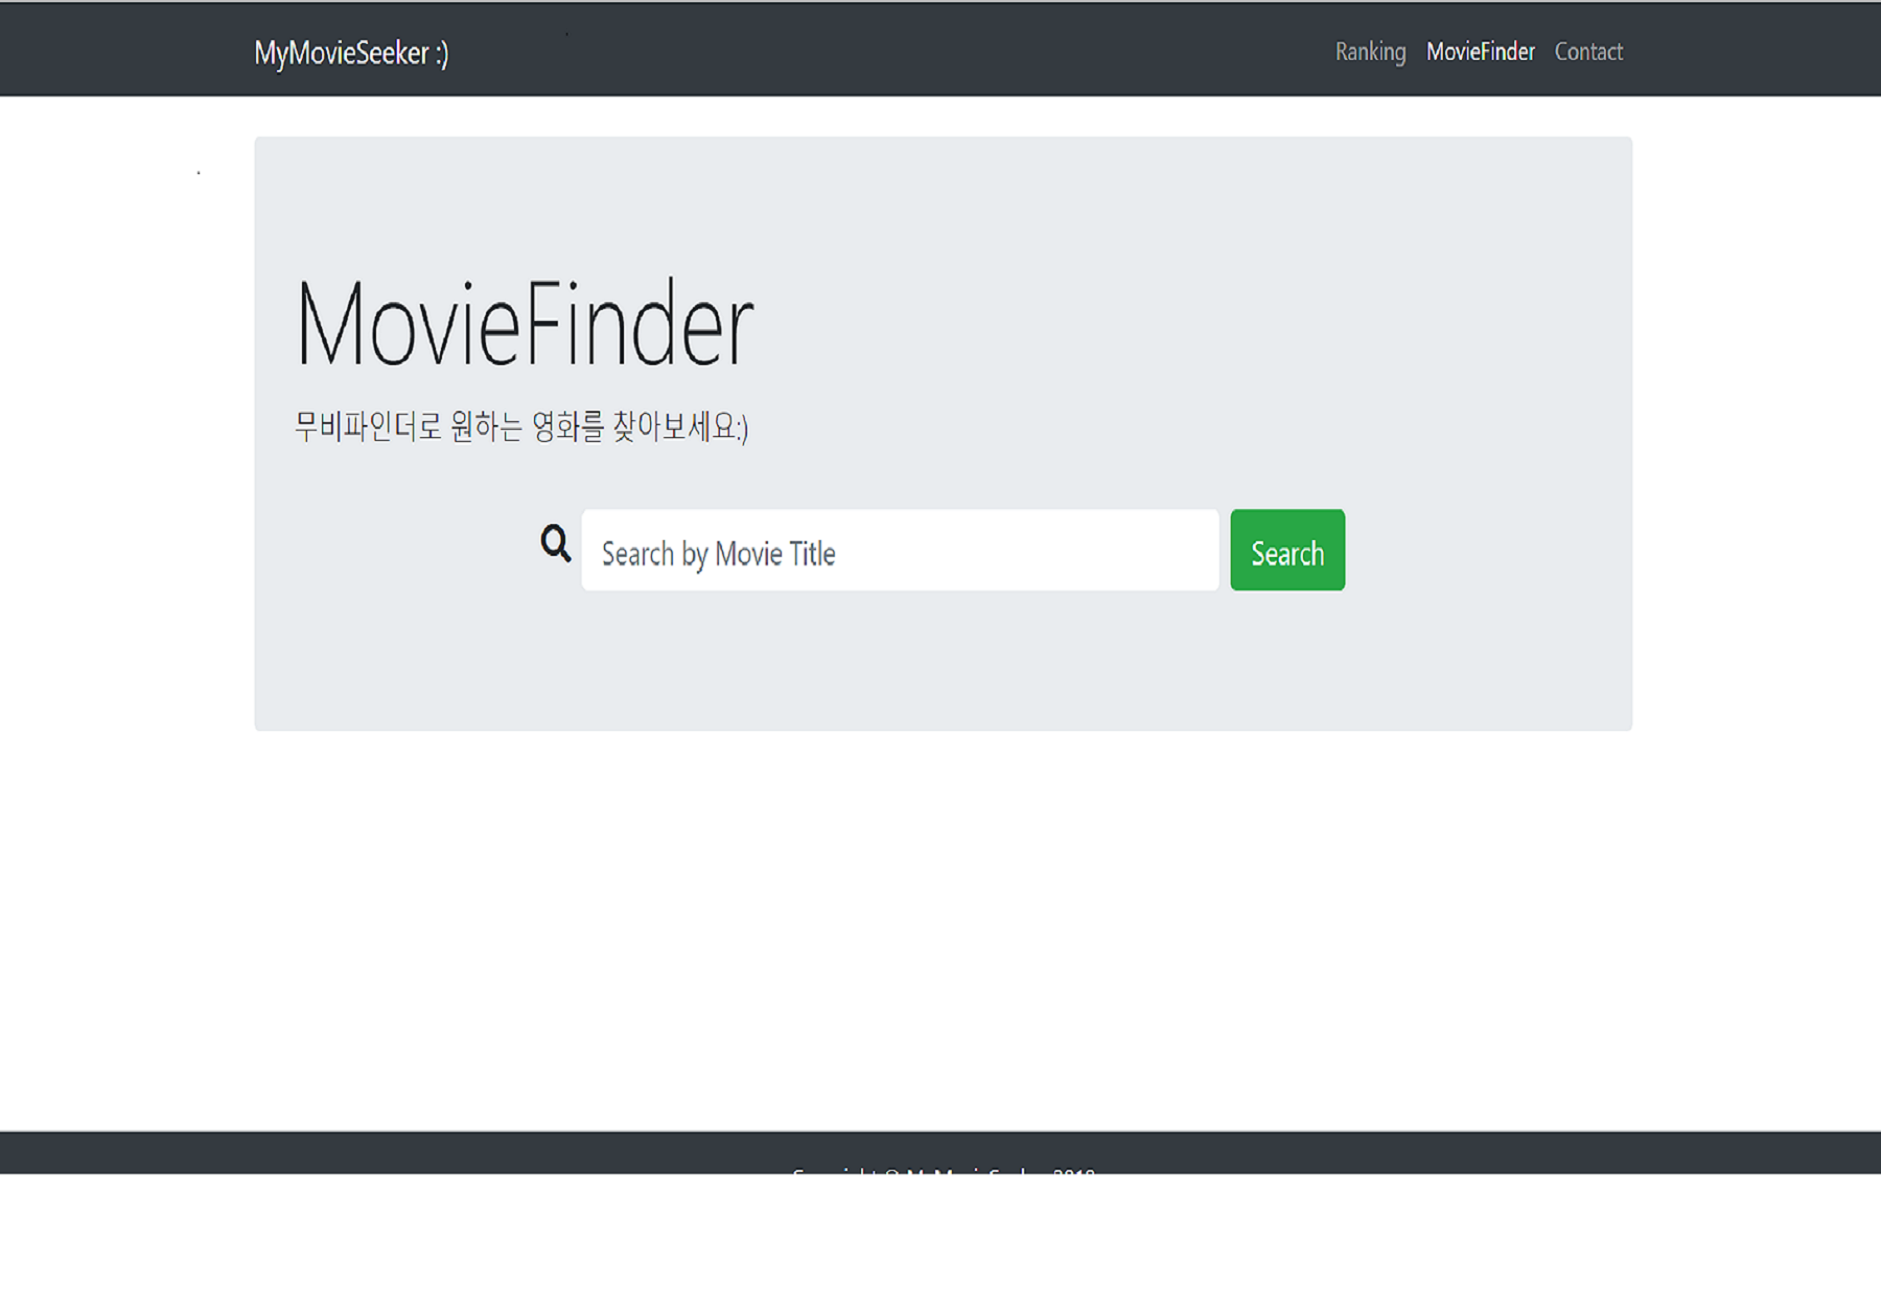 MyMovieSeeker :)
Ranking MovieFinder Contact
MovieFinder
무비파인더로 원하는 영화를 찾아보세요:)
Search by Movie Title
Search